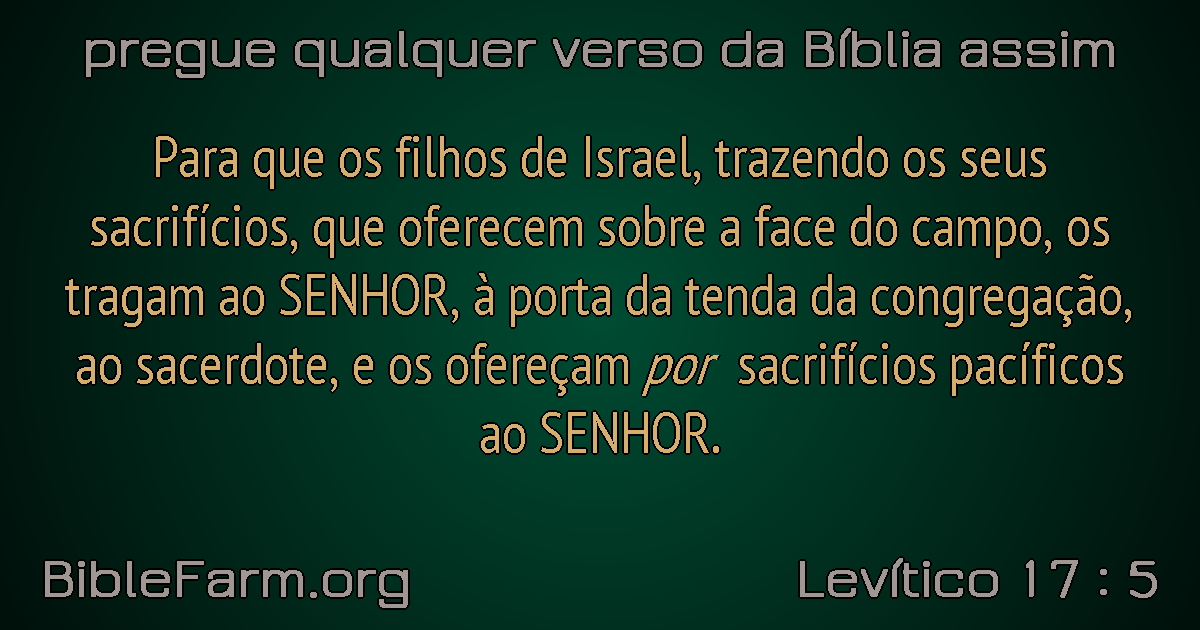 pregue qualquer verso da Bíblia assim
Para que os filhos de Israel, trazendo os seus
sacrifícios, que oferecem sobre a face do campo, os
tragam ao SENHOR, à porta da tenda da congregação,
ao sacerdote, e os ofereçam por sacrifícios pacíficos
ao SENHOR.
BibleFarm.org
Levítico 17 : 5